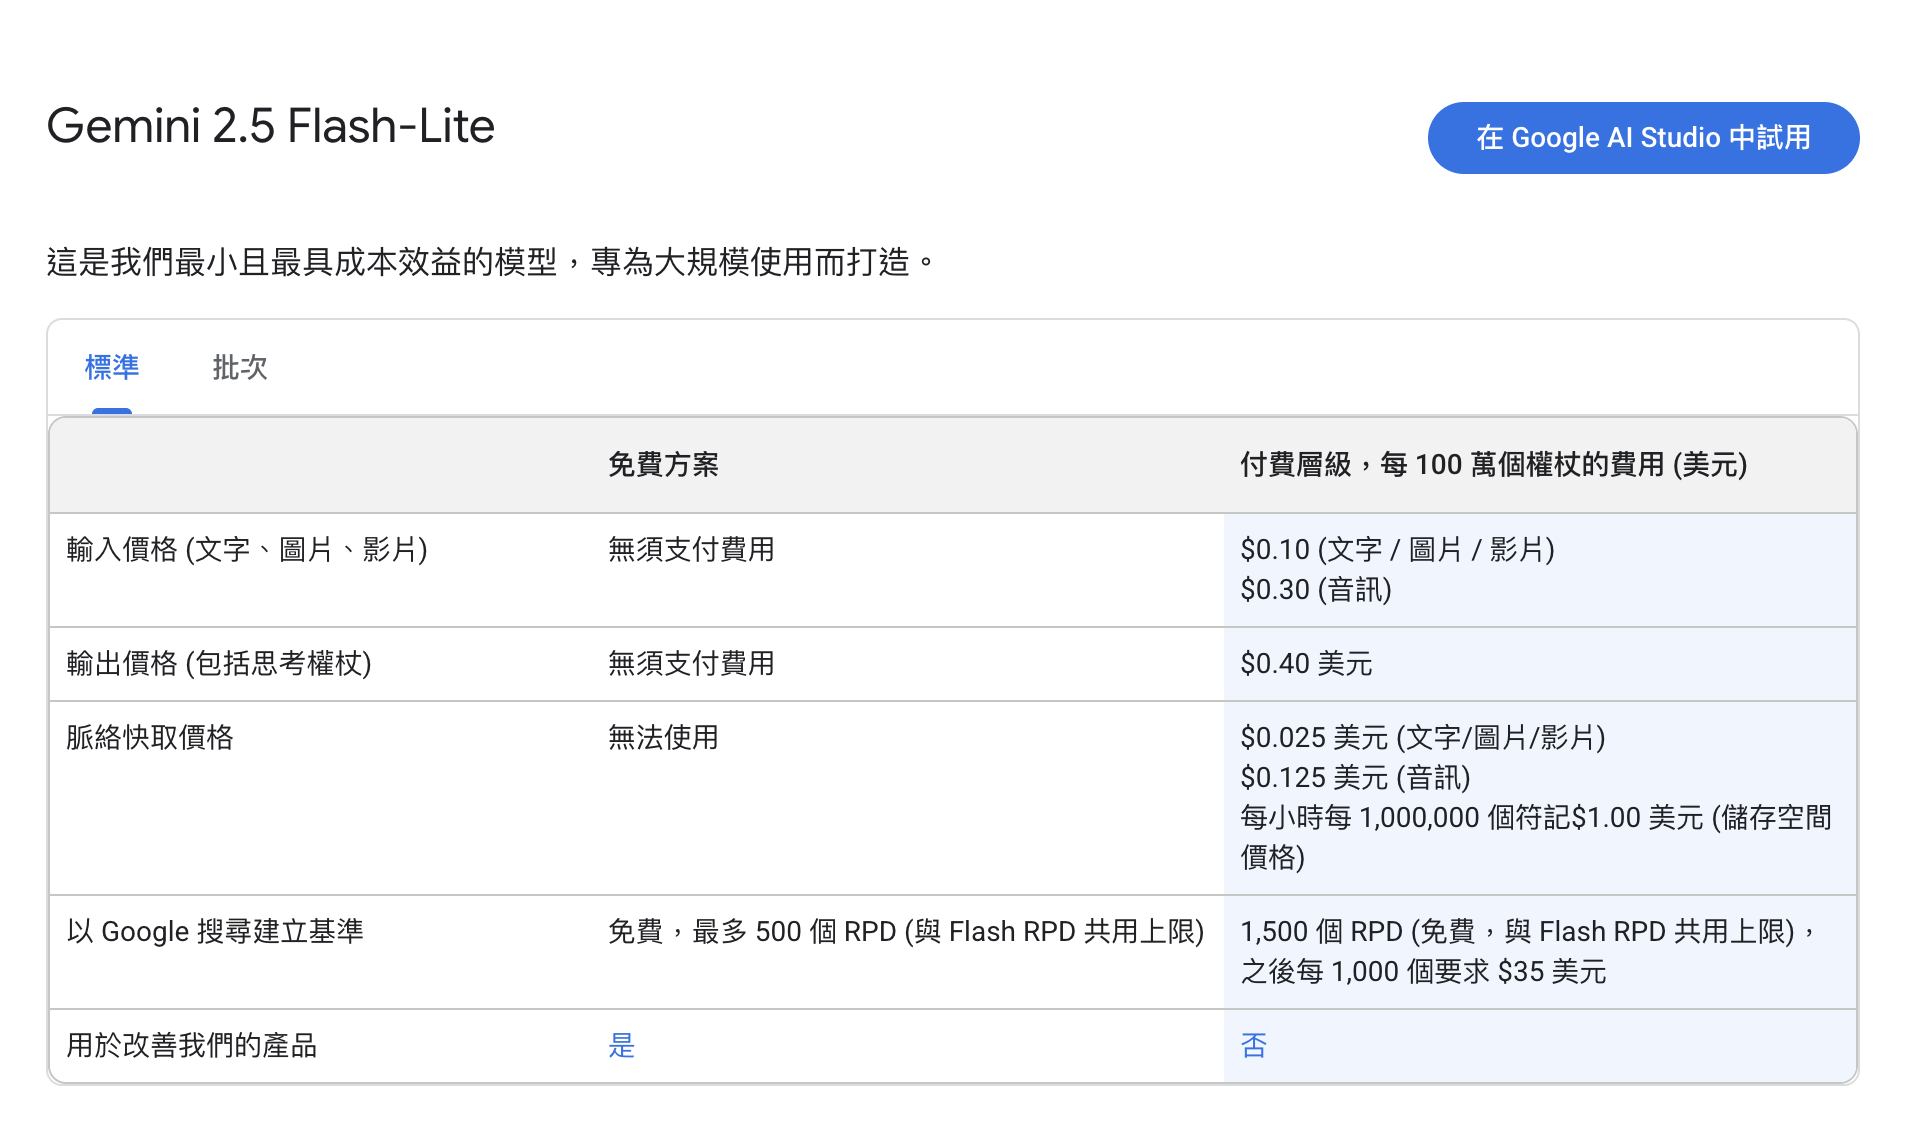 Gemini 2.5 Flash-Lite
在 Google AI Studio 中試用
這是我們最小且最具成本效益的模型，專為大規模使用而打造。
標準
批次
免費方案
付費層級，每 100 萬個權杖的費用 (美元)
輸入價格 (文字、圖片、影片)
無須支付費用
$0.10 (文字 / 圖片 / 影片)
$0.30 (音訊)
輸出價格 (包括思考權杖)
無須支付費用
$0.40 美元
脈絡快取價格
無法使用
$0.025 美元 (文字/圖片/影片)
$0.125 美元 (音訊)
每小時每 1,000,000 個符記$1.00 美元 (儲存空間
價格)
以 Google 搜尋建立基準
免費，最多 500 個 RPD (與 Flash RPD 共用上限)
1,500 個 RPD (免費，與 Flash RPD 共用上限)，
之後每 1,000 個要求 $35 美元
用於改善我們的產品
是
否